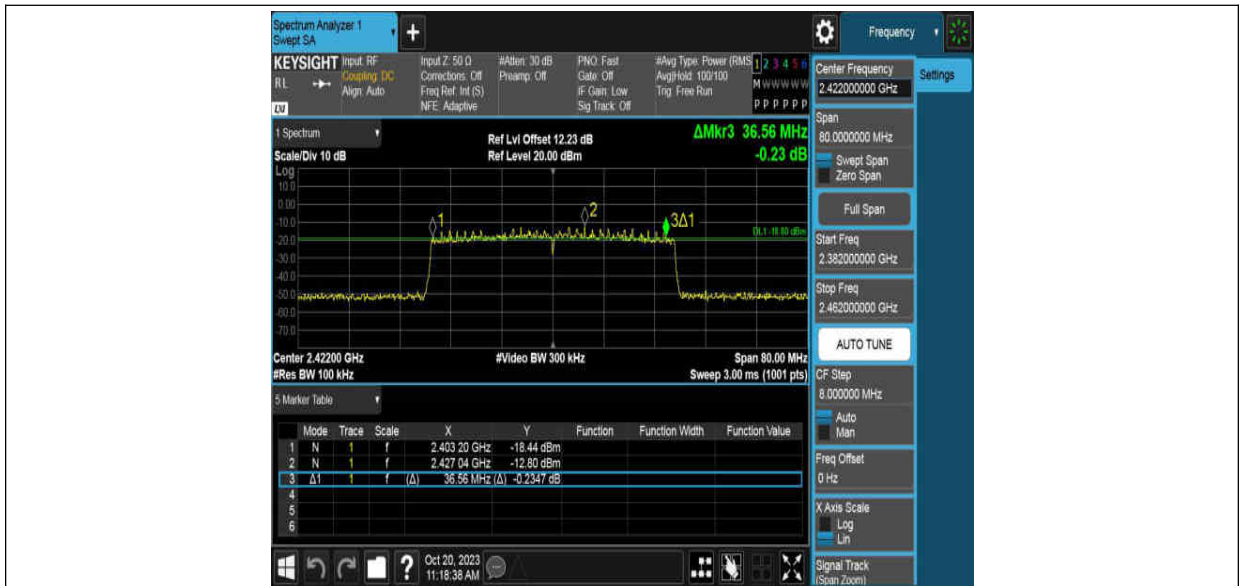 Spectrum Analyzer 1
Swept SA
+
Frequency
KEYSIGHT
RL
LXI
Input: RF
Coupling: DC
Align: Auto
Input Z: 50 Ω
Corrections: Off
Freq Ref: Int (S)
NFE: Adaptive
#Atten: 30 dB
Preamp: Off
PNO: Fast
Gate: Off
IF Gain: Low
Sig Track: Off
#Avg Type: Power (RMS
Avg|Hold: 100/100
Trig: Free Run
1 2 3 4 5 6
M W W W W W
P P P P P P
Center Frequency
2.422000000 GHz
Settings
Span
80.0000000 MHz
Swept Span
Zero Span
Full Span
Start Freq
2.382000000 GHz
Stop Freq
2.462000000 GHz
AUTO TUNE
CF Step
8.000000 MHz
Auto
Man
Freq Offset
0 Hz
X Axis Scale
Log
Lin
Signal Track
(Span Zoom)
1 Spectrum
Scale/Div 10 dB
Ref Lvl Offset 12.23 dB
Ref Level 20.00 dBm
ΔMkr3 36.56 MHz
-0.23 dB
Log
10.0
0.00
-10.0
-20.0
-30.0
-40.0
-50.0
-60.0
-70.0
1
2
3Δ1
DL1 -18.80 dBm
Center 2.42200 GHz
#Video BW 300 kHz
Span 80.00 MHz
#Res BW 100 kHz
Sweep 3.00 ms (1001 pts)
5 Marker Table
Mode Trace Scale X Y Function Function Width Function Value
1 N 1 f 2.403 20 GHz -18.44 dBm
2 N 1 f 2.427 04 GHz -12.80 dBm
3 Δ1 1 f (Δ) 36.56 MHz (Δ) -0.2347 dB
4
5
6
?
Oct 20, 2023
11:18:38 AM